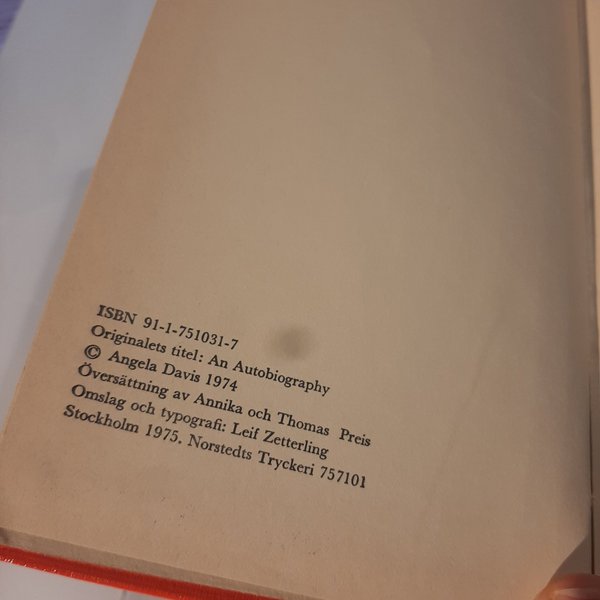 ISBN 91-1-751031-7
Originalets titel: An Autobiography
© Angela Davis 1974
Översättning av Annika och Thomas Preis
Omslag och typografi: Leif Zetterling
Stockholm 1975. Norstedts Tryckeri 757101